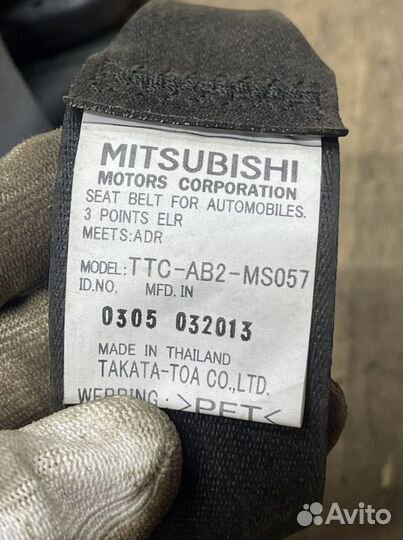 MITSUBISHI
MOTORS CORPORATION
SEAT BELT FOR AUTOMOBILES.
3 POINTS ELR
MEETS:ADR
MODEL:TTC-AB2-MS057
ID.NO. MFD. IN
0305 032013
MADE IN THAILAND
TAKATA-TOA CO.,LTD.
WEBBING: >PET<
Avito